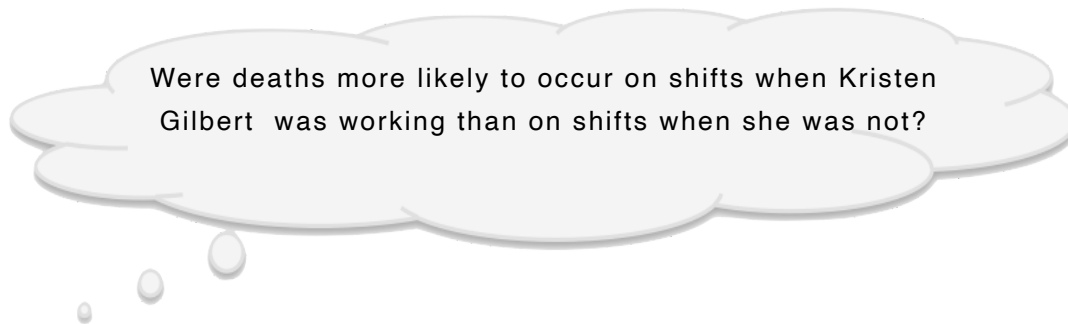 Were deaths more likely to occur on shifts when Kristen
Gilbert was working than on shifts when she was not?